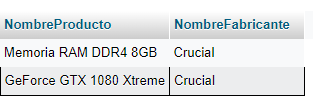 NombreProducto NombreFabricante
Memoria RAM DDR4 8GB Crucial
GeForce GTX 1080 Xtreme Crucial